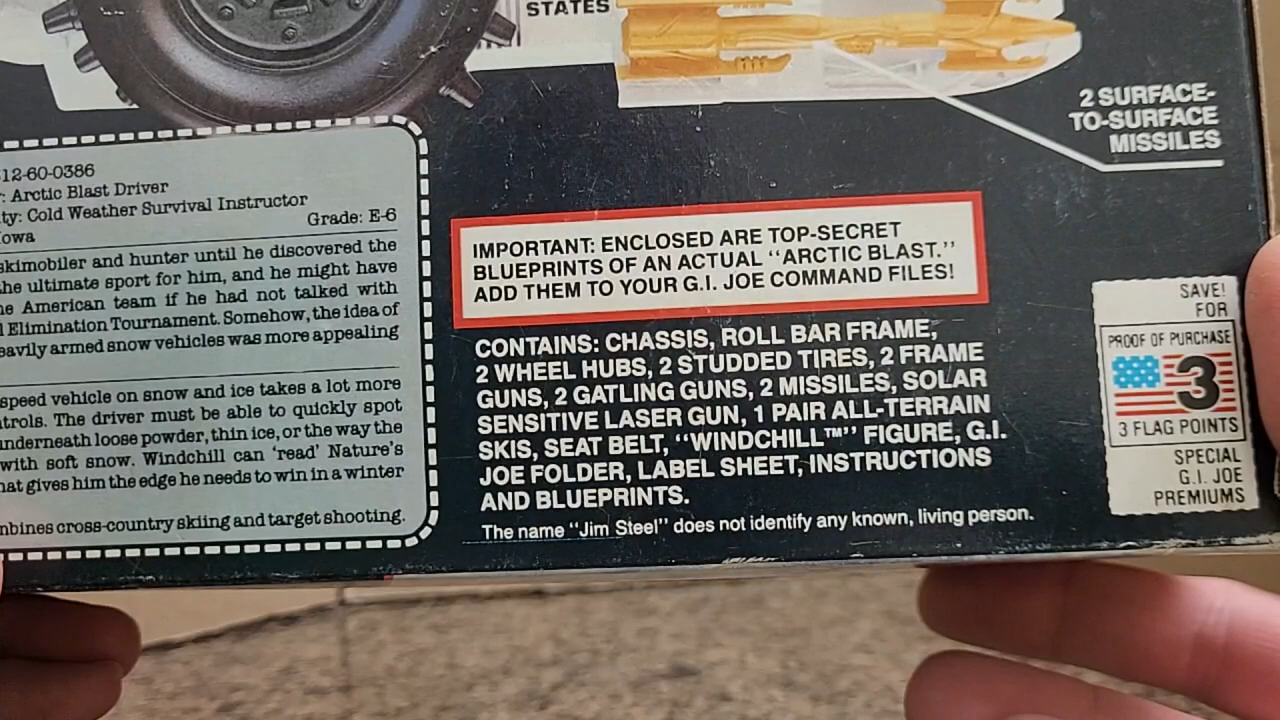 STATES
2 SURFACE-
TO-SURFACE
MISSILES
12-60-0386
: Arctic Blast Driver
ty: Cold Weather Survival Instructor
Iowa
Grade: E-6
skimobiler and hunter until he discovered the
the ultimate sport for him, and he might have
American team if he had not talked with
Elimination Tournament. Somehow, the idea of
heavily armed snow vehicles was more appealing
speed vehicle on snow and ice takes a lot more
The driver must be able to quickly spot
underneath loose powder, thin ice, or the way the
with soft snow. Windchill can 'read' Nature's
that gives him the edge he needs to win in a winter
cross-country skiing and target shooting.
IMPORTANT: ENCLOSED ARE TOP-SECRET
BLUEPRINTS OF AN ACTUAL "ARCTIC BLAST."
ADD THEM TO YOUR G.I. JOE COMMAND FILES!
CONTAINS: CHASSIS, ROLL BAR FRAME,
2 WHEEL HUBS, 2 STUDDED TIRES, 2 FRAME
GUNS, 2 GATLING GUNS, 2 MISSILES, SOLAR
SENSITIVE LASER GUN, 1 PAIR ALL-TERRAIN
SKIS, SEAT BELT, "WINDCHILL™" FIGURE, G.I.
JOE FOLDER, LABEL SHEET, INSTRUCTIONS
AND BLUEPRINTS.
The name "Jim Steel" does not identify any known, living person.
SAVE!
FOR
PROOF OF PURCHASE
3
3 FLAG POINTS
SPECIAL
G.I. JOE
PREMIUMS